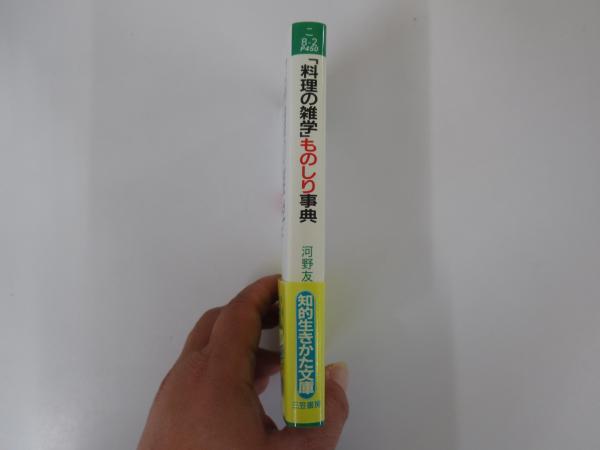 こ
8-2
P450
「料理の雑学」ものしり事典
河野友
知的生きかた文庫
三笠書房